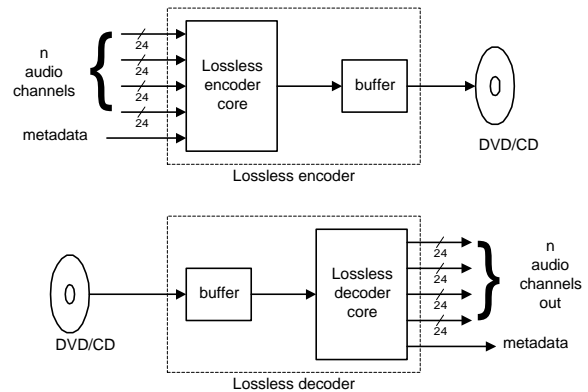 n
audio
channels
24
24
24
24
metadata
Lossless
encoder
core
buffer
DVD/CD
Lossless encoder
DVD/CD
buffer
Lossless
decoder
core
24
24
24
24
n
audio
channels
out
metadata
Lossless decoder